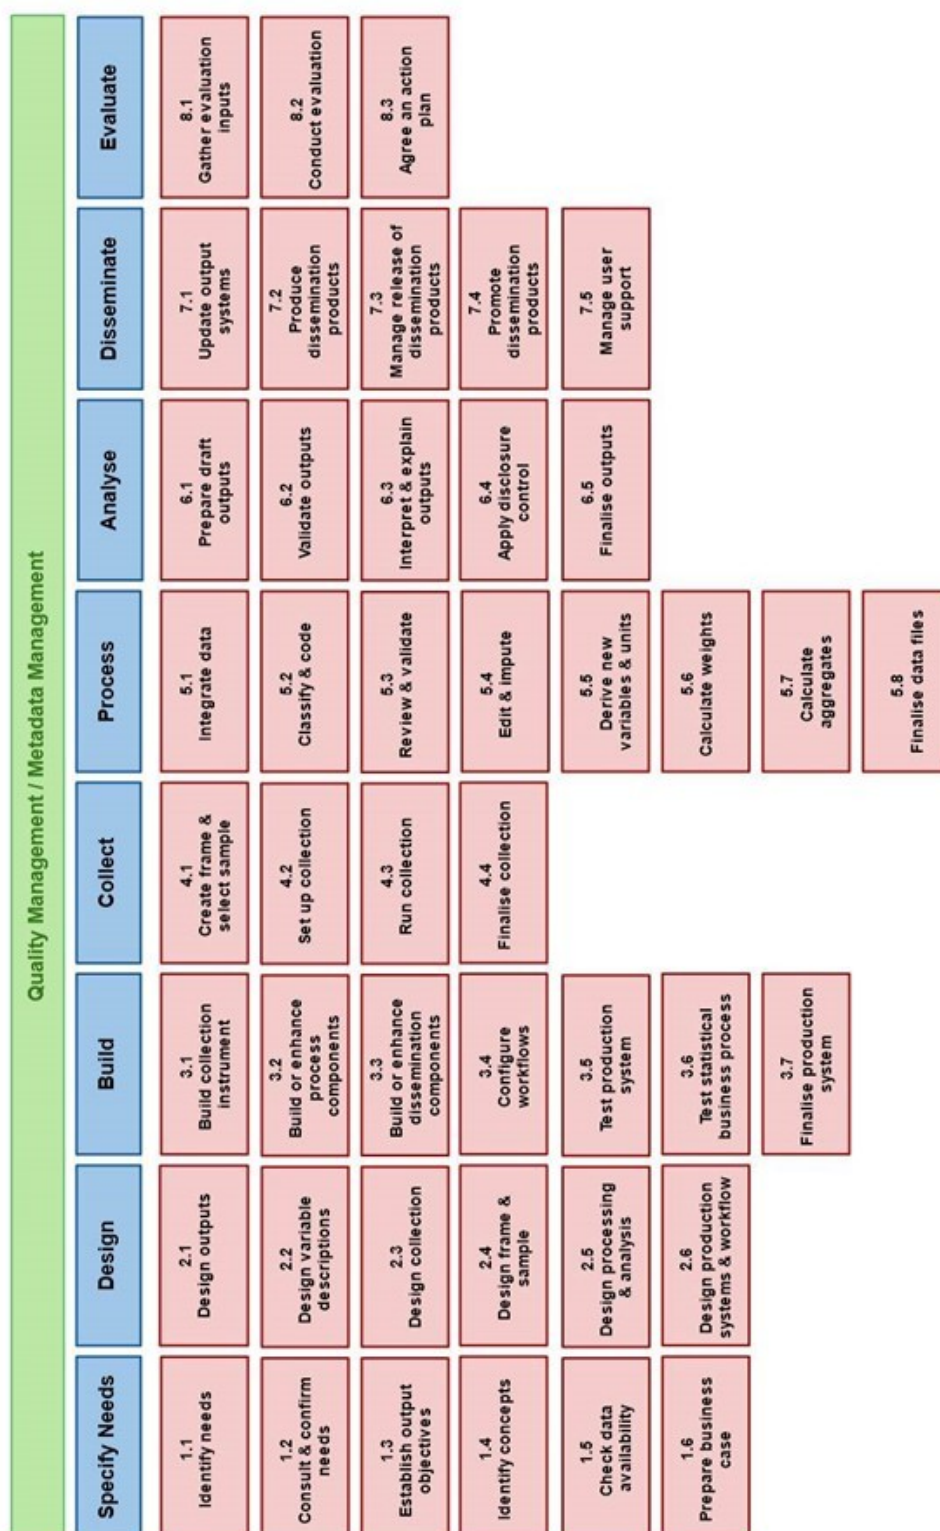 Quality Management / Metadata Management
Specify Needs
Design
Build
Collect
Process
Analyse
Disseminate
Evaluate
1.1
Identify needs
1.2
Consult & confirm
needs
1.3
Establish output
objectives
1.4
Identify concepts
1.5
Check data
availability
1.6
Prepare business
case
2.1
Design outputs
2.2
Design variable
descriptions
2.3
Design collection
2.4
Design frame &
sample
2.5
Design processing
& analysis
2.6
Design production
systems & workflow
3.1
Build collection
instrument
3.2
Build or enhance
process
components
3.3
Build or enhance
dissemination
components
3.4
Configure
workflows
3.5
Test production
system
3.6
Test statistical
business process
3.7
Finalise production
system
4.1
Create frame &
select sample
4.2
Set up collection
4.3
Run collection
4.4
Finalise collection
5.1
Integrate data
5.2
Classify & code
5.3
Review & validate
5.4
Edit & impute
5.5
Derive new
variables & units
5.6
Calculate weights
5.7
Calculate
aggregates
5.8
Finalise data files
6.1
Prepare draft
outputs
6.2
Validate outputs
6.3
Interpret & explain
outputs
6.4
Apply disclosure
control
6.5
Finalise outputs
7.1
Update output
systems
7.2
Produce
dissemination
products
7.3
Manage release of
dissemination
products
7.4
Promote
dissemination
products
7.5
Manage user
support
8.1
Gather evaluation
inputs
8.2
Conduct evaluation
8.3
Agree an action
plan